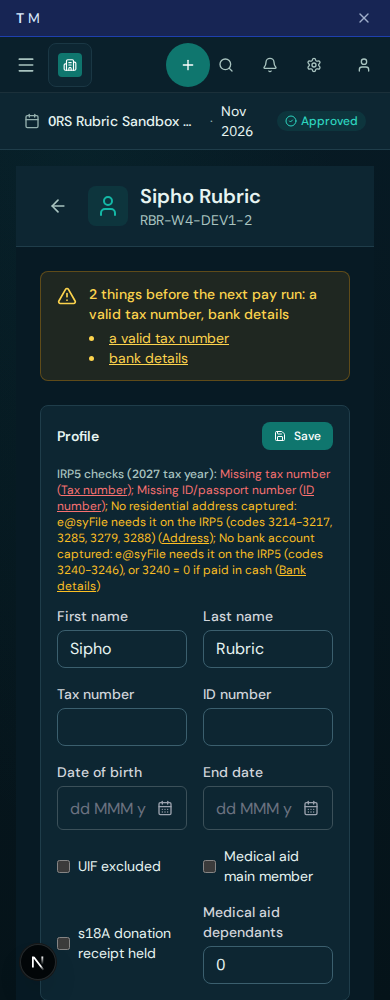 T M
0RS Rubric Sandbox ...
· Nov 2026
Approved
Sipho Rubric
RBR-W4-DEV1-2
2 things before the next pay run: a
valid tax number, bank details
• a valid tax number
• bank details
Profile
Save
IRP5 checks (2027 tax year): Missing tax number
(Tax number); Missing ID/passport number (ID
number); No residential address captured:
e@syFile needs it on the IRP5 (codes 3214-3217,
3285, 3279, 3288) (Address); No bank account
captured: e@syFile needs it on the IRP5 (codes
3240-3246), or 3240 = 0 if paid in cash (Bank
details)
First name
Last name
Sipho
Rubric
Tax number
ID number
Date of birth
End date
dd MMM y
dd MMM y
UIF excluded
Medical aid
main member
s18A donation
receipt held
Medical aid
dependants
0
N